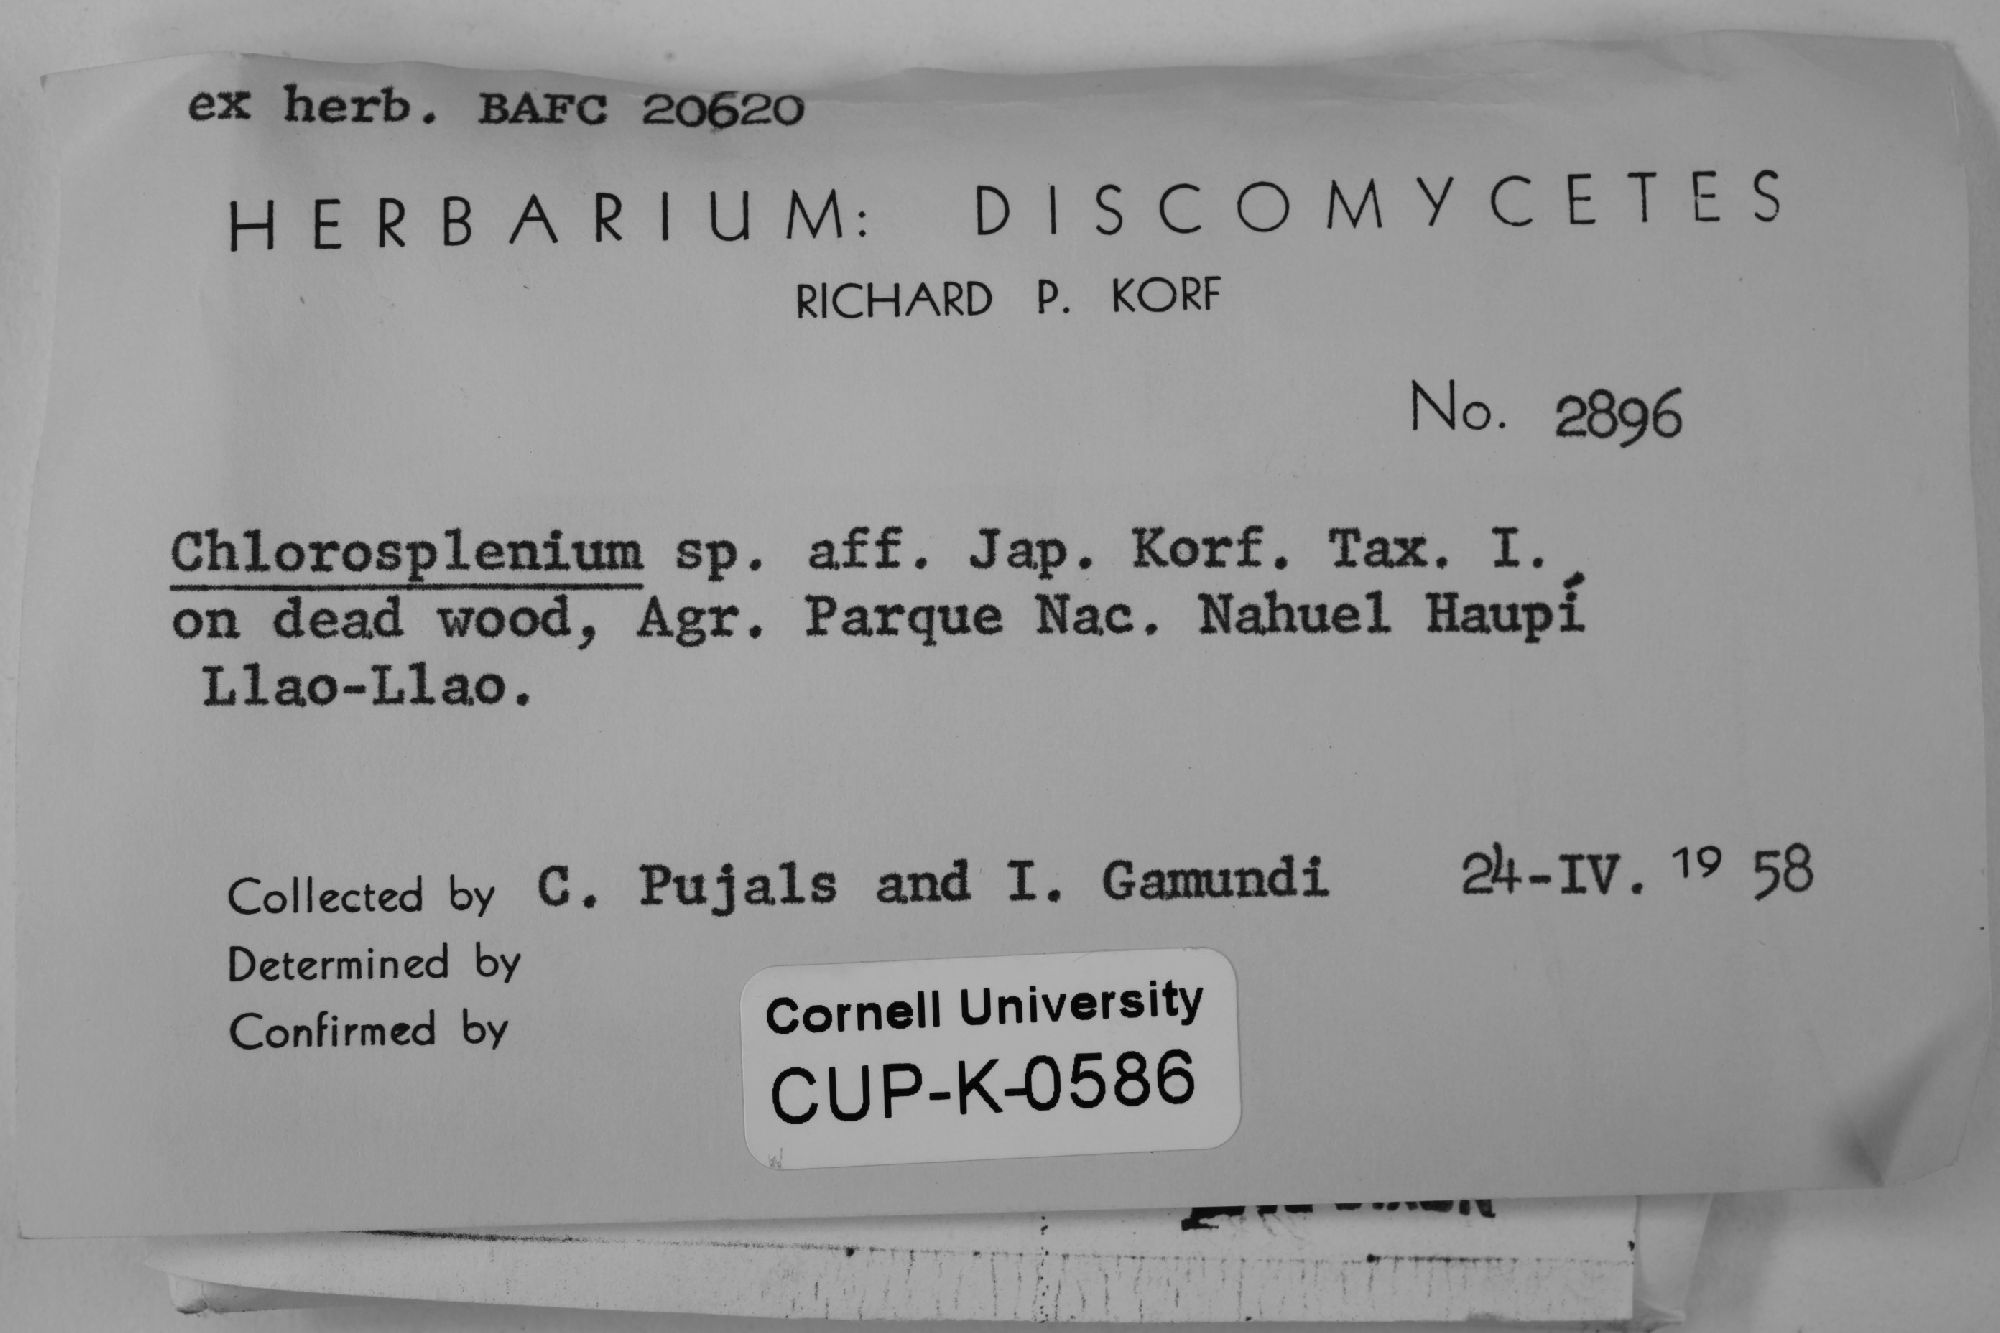 ex herb. BAFC 20620
HERBARIUM: DISCOMYCETES
RICHARD P. KORF
No. 2896
Chlorosplenium sp. aff. Jap. Korf. Tax. I.
on dead wood, Agr. Parque Nac. Nahuel Haupí
Llao-Llao.
Collected by C. Pujals and I. Gamundi 24-IV. 19 58
Determined by
Confirmed by
Cornell University
CUP-K-0586